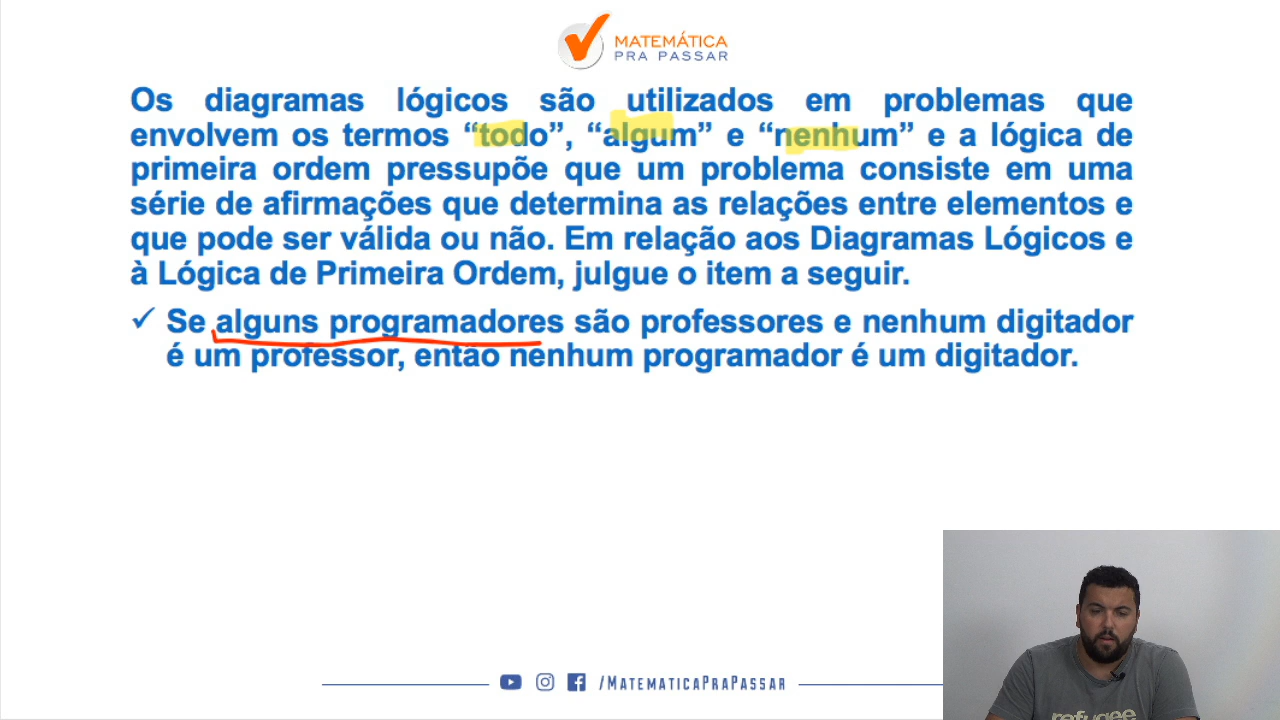 MATEMÁTICA
PRA PASSAR
Os diagramas lógicos são utilizados em problemas que
envolvem os termos “todo”, “algum” e “nenhum” e a lógica de
primeira ordem pressupõe que um problema consiste em uma
série de afirmações que determina as relações entre elementos e
que pode ser válida ou não. Em relação aos Diagramas Lógicos e
à Lógica de Primeira Ordem, julgue o item a seguir.
✓ Se alguns programadores são professores e nenhum digitador
é um professor, então nenhum programador é um digitador.
/MATEMATICAPRAPASSAR
refugee